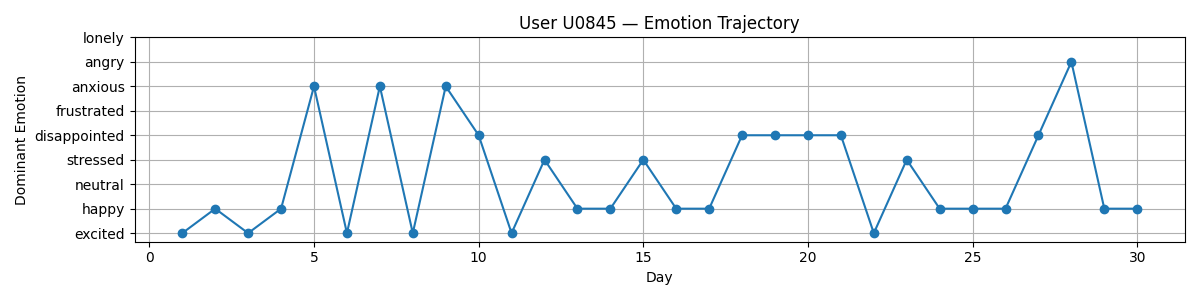 User U0845 — Emotion Trajectory
Dominant Emotion
lonely
angry
anxious
frustrated
disappointed
stressed
neutral
happy
excited
0 5 10 15 20 25 30
Day